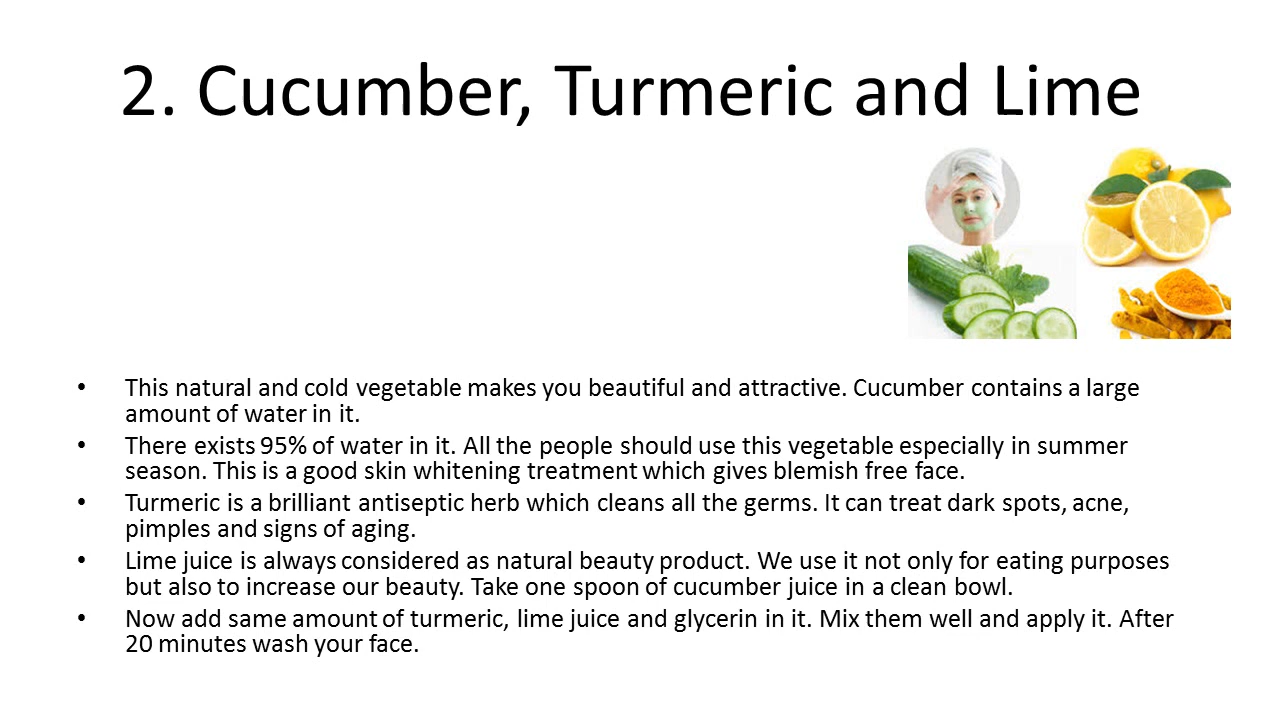 2. Cucumber, Turmeric and Lime
• This natural and cold vegetable makes you beautiful and attractive. Cucumber contains a large
amount of water in it.
• There exists 95% of water in it. All the people should use this vegetable especially in summer
season. This is a good skin whitening treatment which gives blemish free face.
• Turmeric is a brilliant antiseptic herb which cleans all the germs. It can treat dark spots, acne,
pimples and signs of aging.
• Lime juice is always considered as natural beauty product. We use it not only for eating purposes
but also to increase our beauty. Take one spoon of cucumber juice in a clean bowl.
• Now add same amount of turmeric, lime juice and glycerin in it. Mix them well and apply it. After
20 minutes wash your face.